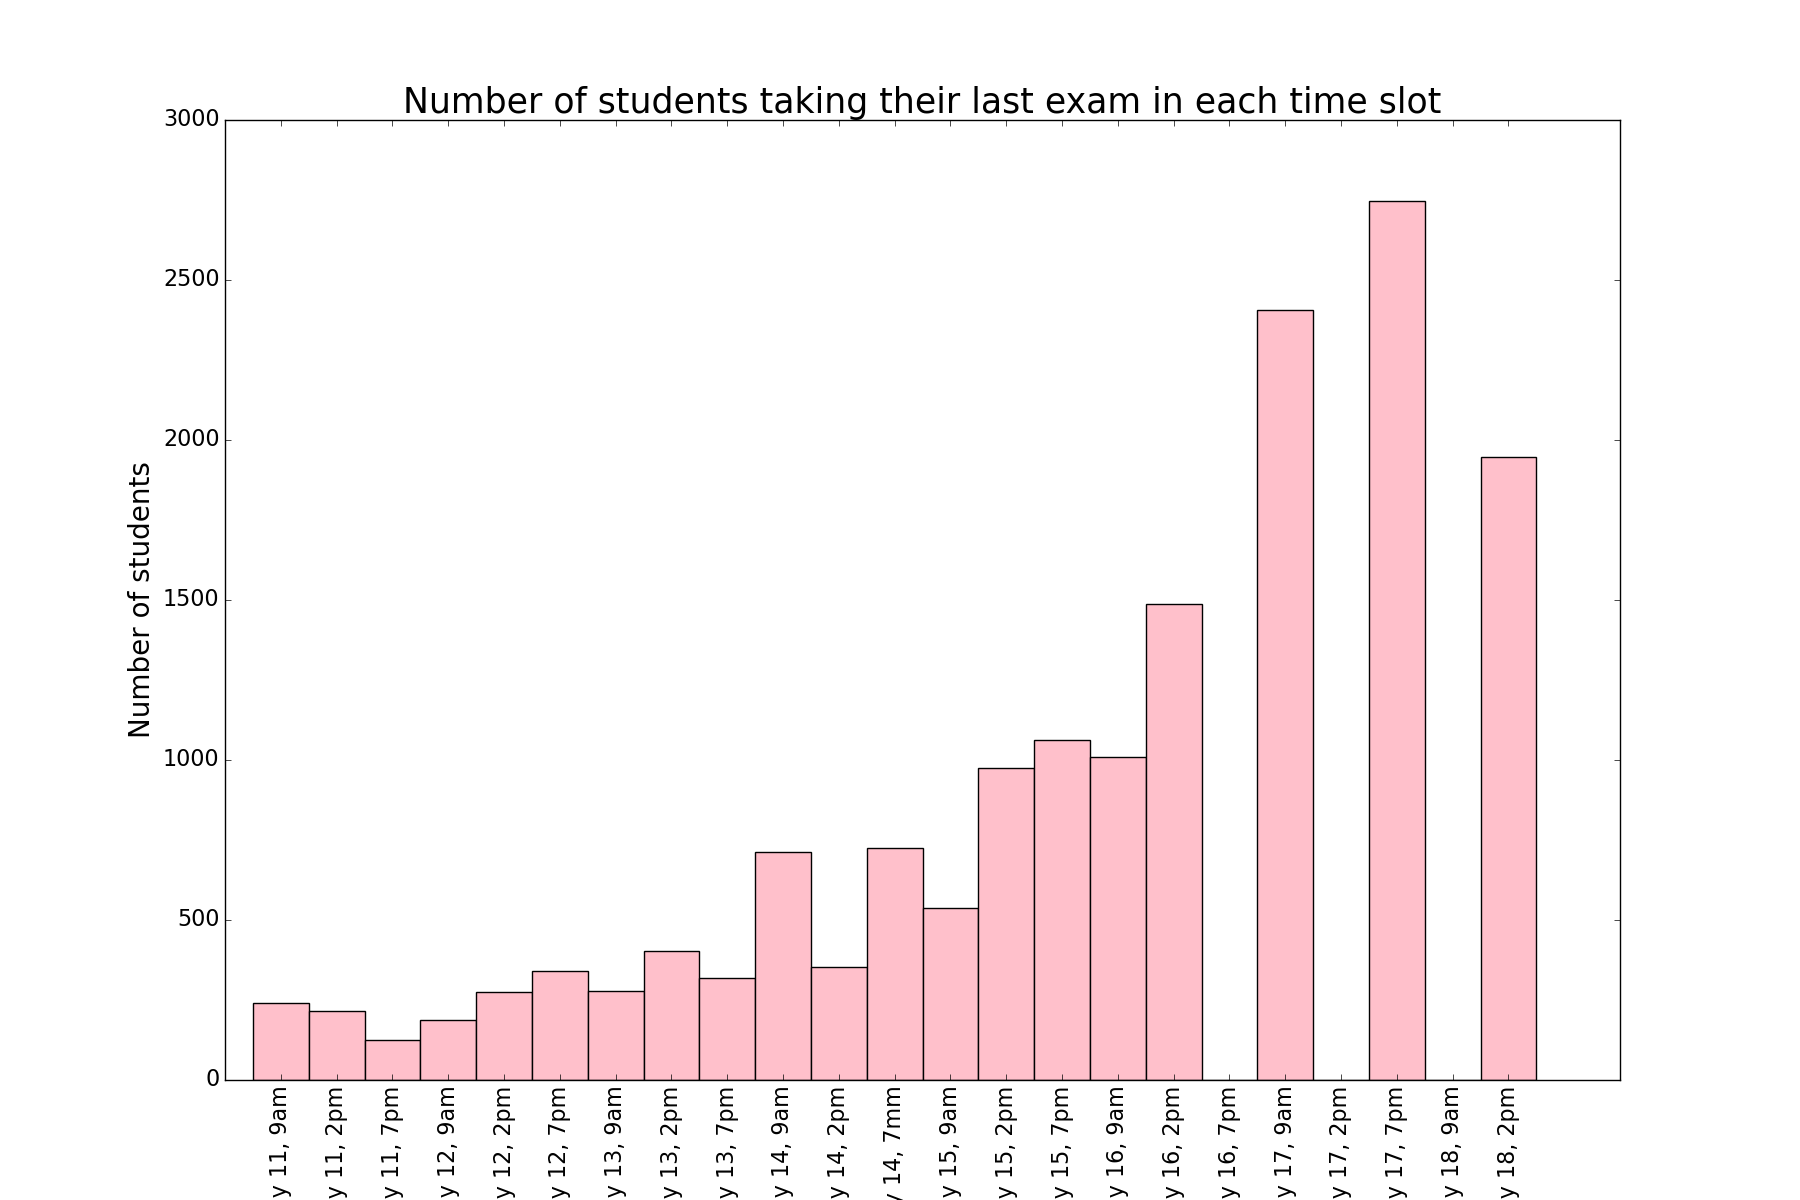 Number of students taking their last exam in each time slot
3000
2500
2000
1500
1000
500
0
Number of students
y 11, 9am
y 11, 2pm
y 11, 7pm
y 12, 9am
y 12, 2pm
y 12, 7pm
y 13, 9am
y 13, 2pm
y 13, 7pm
y 14, 9am
y 14, 2pm
y 14, 7mm
y 15, 9am
y 15, 2pm
y 15, 7pm
y 16, 9am
y 16, 2pm
y 16, 7pm
y 17, 9am
y 17, 2pm
y 17, 7pm
y 18, 9am
y 18, 2pm